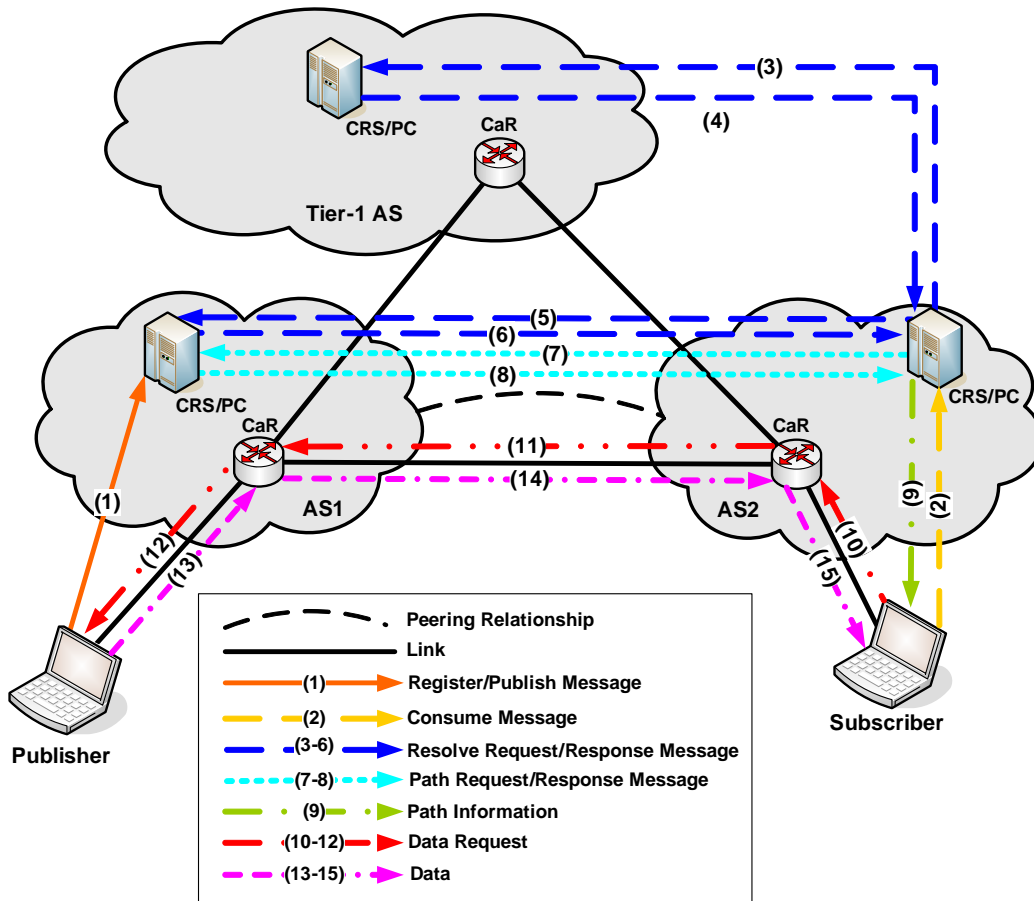 (3)
(4)
CRS/PC
CaR
Tier-1 AS
(5)
(6)
(7)
(8)
CRS/PC
CRS/PC
CaR
CaR
(11)
(14)
AS1
AS2
(1)
(12)
(13)
(9)
(2)
(10)
(15)
Publisher
Subscriber
Peering Relationship
Link
(1) Register/Publish Message
(2) Consume Message
(3-6) Resolve Request/Response Message
(7-8) Path Request/Response Message
(9) Path Information
(10-12) Data Request
(13-15) Data